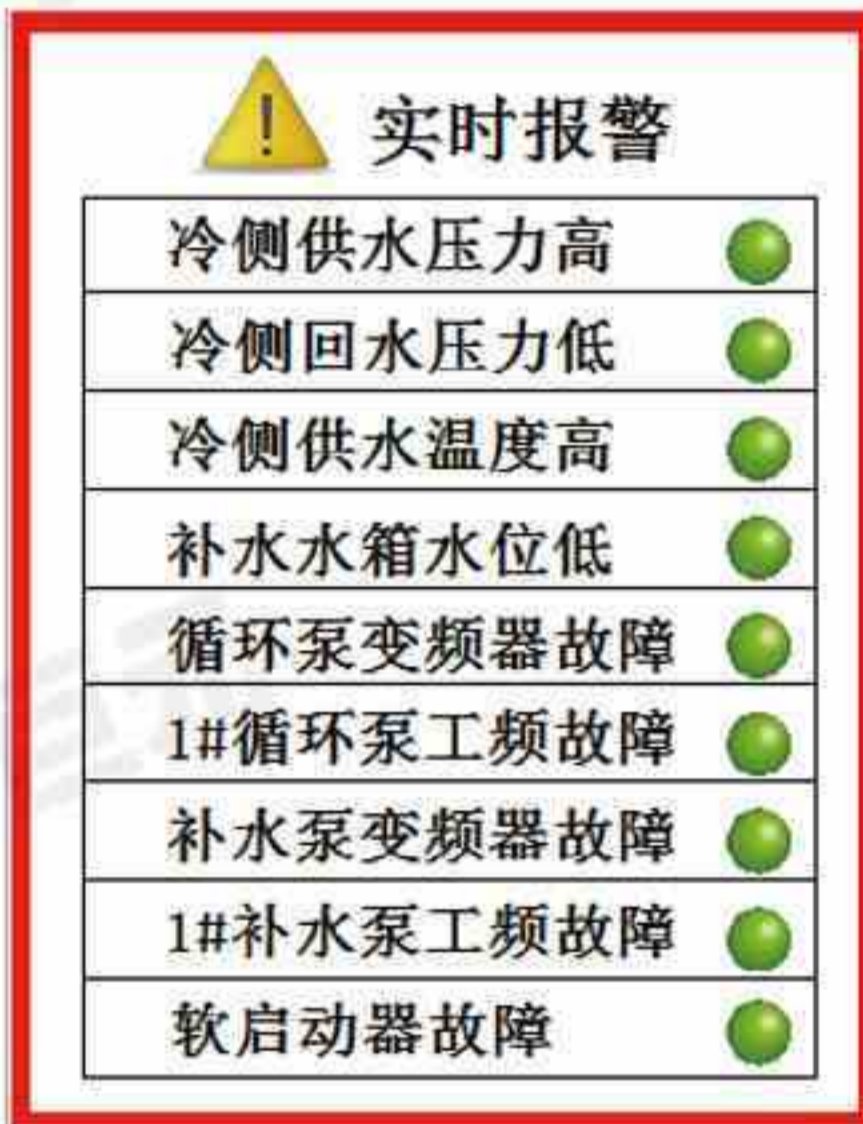 实时报警
冷侧供水压力高
冷侧回水压力低
冷侧供水温度高
补水水箱水位低
循环泵变频器故障
1#循环泵工频故障
补水泵变频器故障
1#补水泵工频故障
软启动器故障